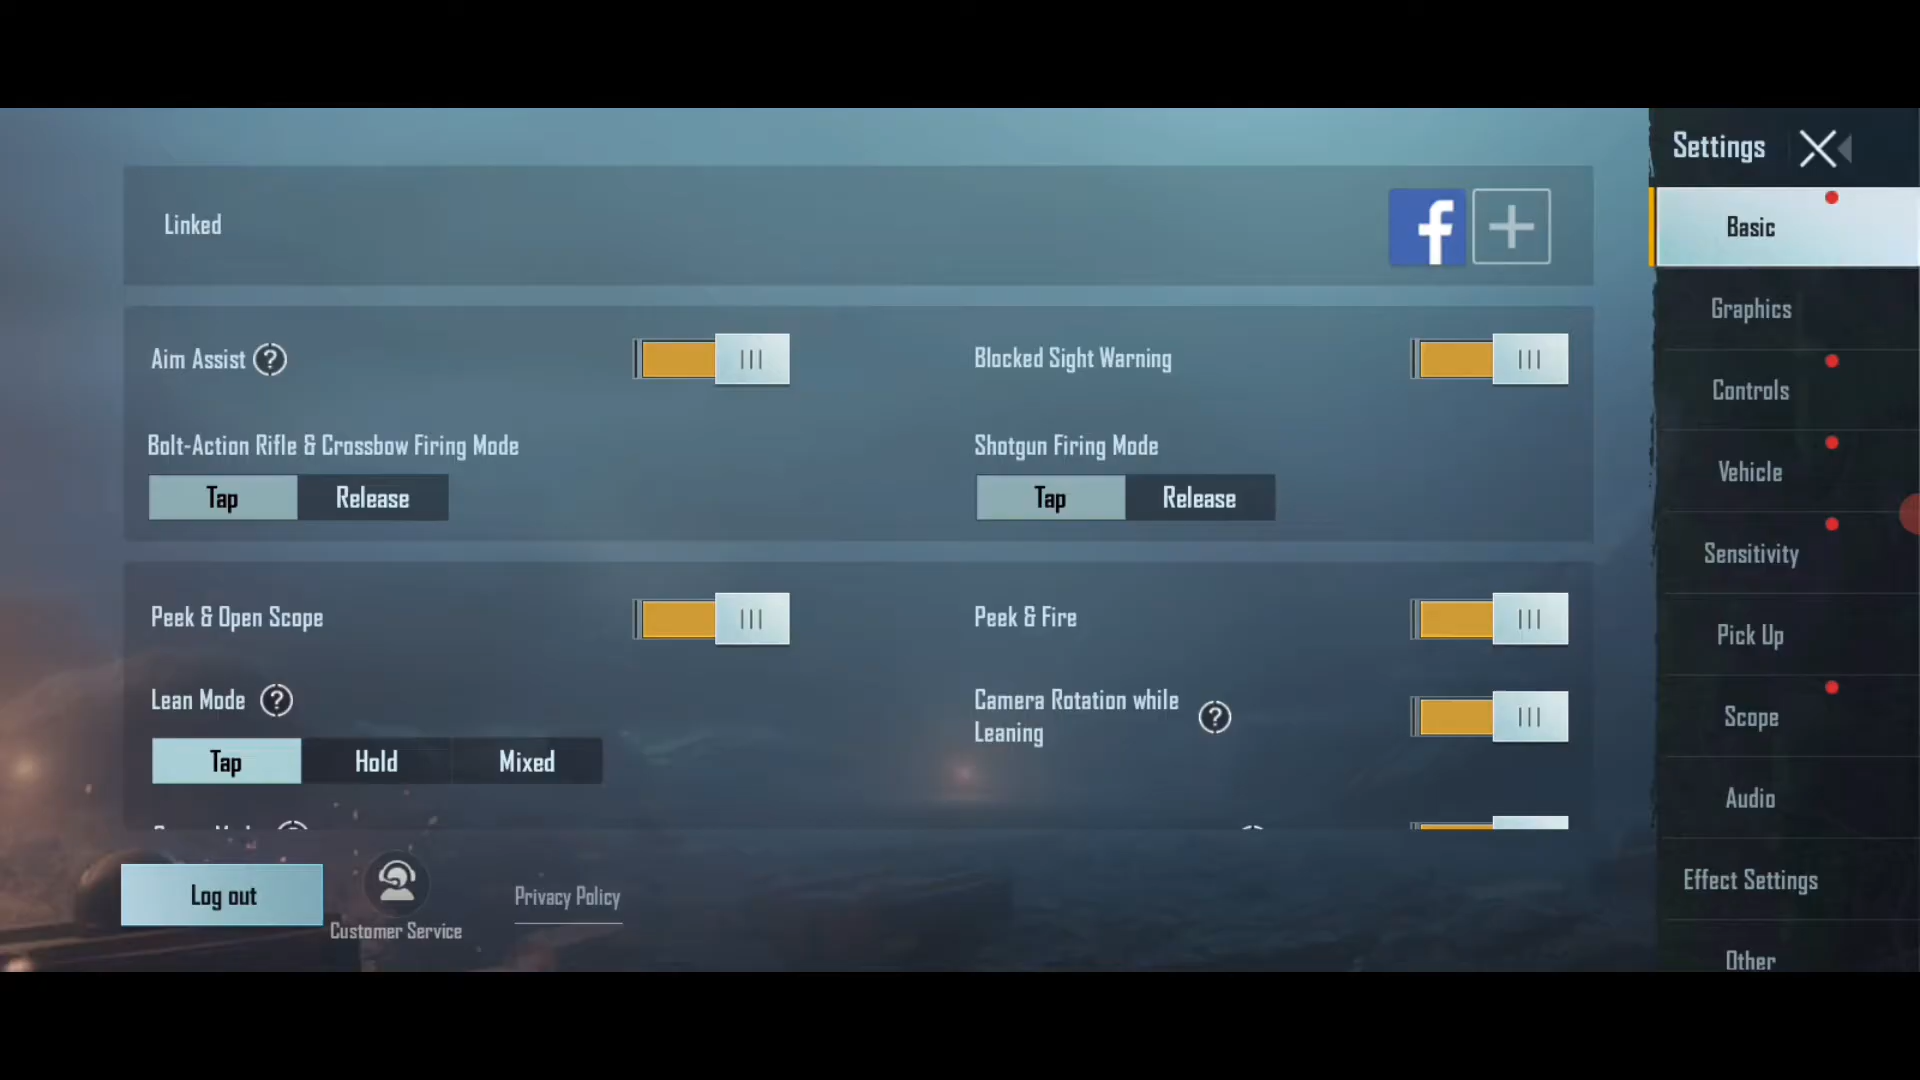 Settings
Linked
Basic
Graphics
Aim Assist ?
Blocked Sight Warning
Controls
Bolt-Action Rifle & Crossbow Firing Mode
Shotgun Firing Mode
Tap Release
Tap Release
Vehicle
Sensitivity
Peek & Open Scope
Peek & Fire
Pick Up
Lean Mode ?
Camera Rotation while
Leaning ?
Scope
Tap Hold Mixed
Audio
Effect Settings
Log out
Customer Service
Privacy Policy
Other